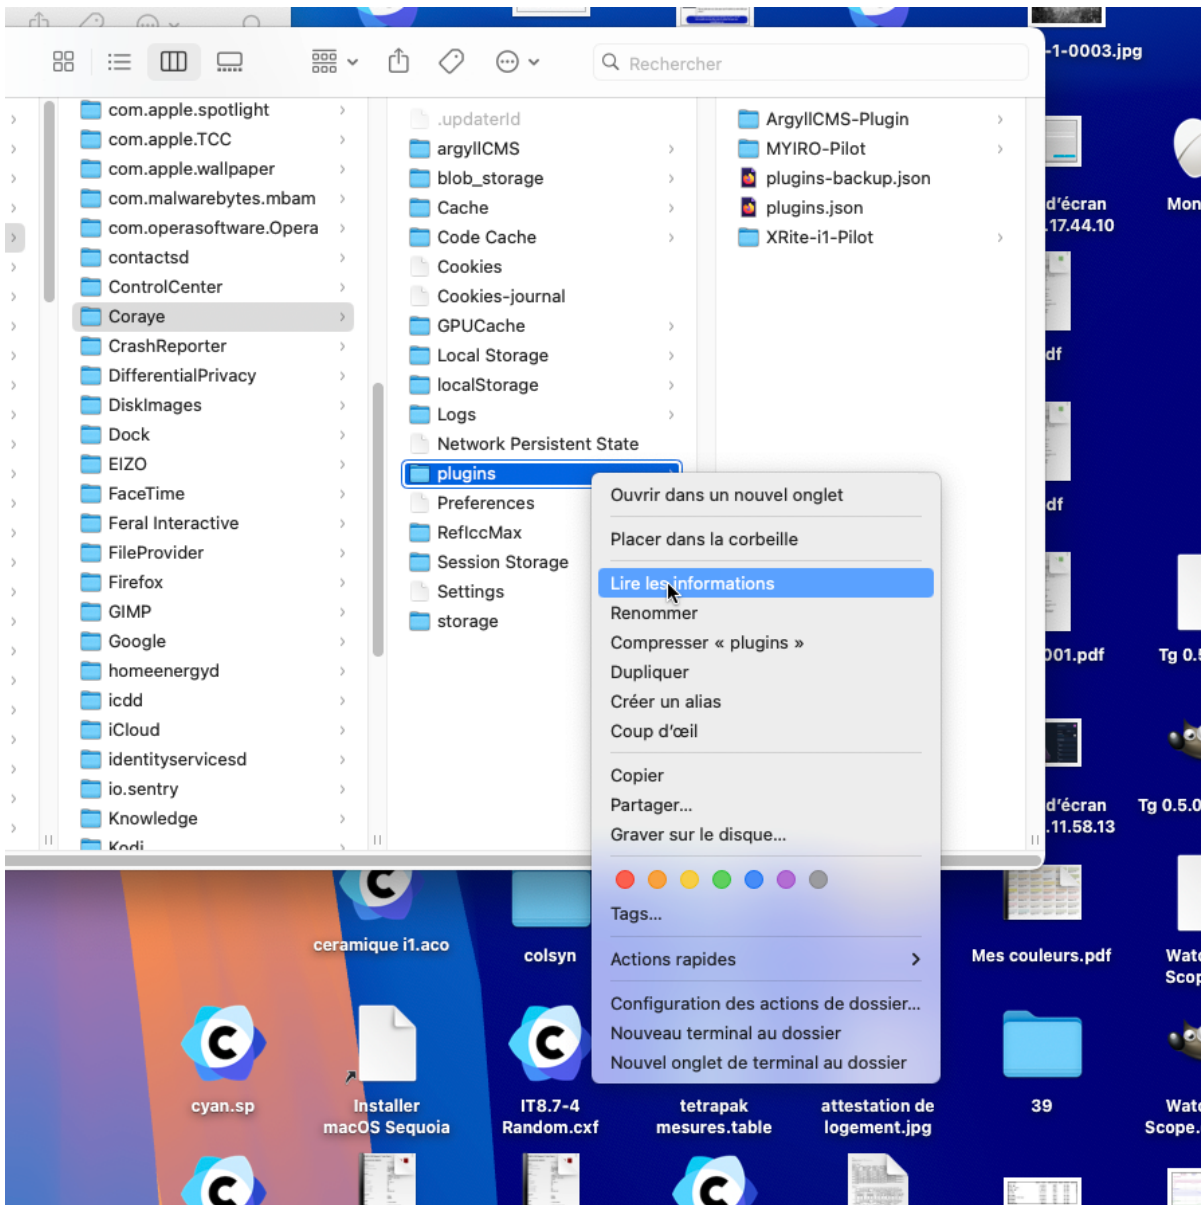 Rechercher
com.apple.spotlight
com.apple.TCC
com.apple.wallpaper
com.malwarebytes.mbam
com.operasoftware.Opera
contactsd
ControlCenter
Coraye
CrashReporter
DifferentialPrivacy
DiskImages
Dock
EIZO
FaceTime
Feral Interactive
FileProvider
Firefox
GIMP
Google
homeenergyd
icdd
iCloud
identityservicesd
io.sentry
Knowledge
Kodi
.updaterId
argyllCMS
blob_storage
Cache
Code Cache
Cookies
Cookies-journal
GPUCache
Local Storage
localStorage
Logs
Network Persistent State
plugins
Preferences
RefIccMax
Session Storage
Settings
storage
ArgyllCMS-Plugin
MYIRO-Pilot
plugins-backup.json
plugins.json
XRite-i1-Pilot
Ouvrir dans un nouvel onglet
Placer dans la corbeille
Lire les informations
Renommer
Compresser « plugins »
Dupliquer
Créer un alias
Coup d’œil
Copier
Partager...
Graver sur le disque...
Tags...
Actions rapides
Configuration des actions de dossier...
Nouveau terminal au dossier
Nouvel onglet de terminal au dossier
-1-0003.jpg
d’écran
.17.44.10
Mon
df
df
001.pdf
Tg 0.5
d’écran
.11.58.13
Tg 0.5.0
ceramique i1.aco
colsyn
Mes couleurs.pdf
Wat
Scop
cyan.sp
Installer
macOS Sequoia
IT8.7-4
Random.cxf
tetrapak
mesures.table
attestation de
logement.jpg
39
Wat
Scope.